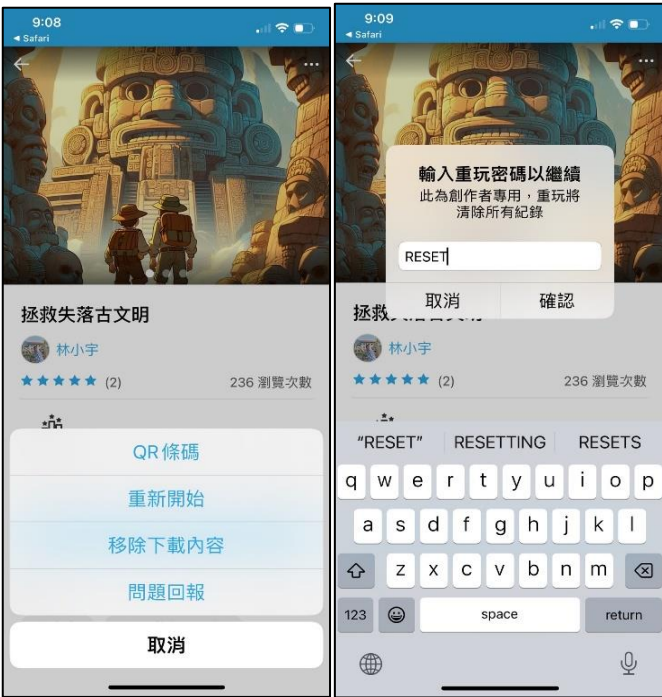 9:08
◀ Safari
拯救失落古文明
林小宇
★★★★★ (2)
236 瀏覽次數
QR 條碼
重新開始
移除下載內容
問題回報
取消
9:09
◀ Safari
輸入重玩密碼以繼續
此為創作者專用，重玩將
清除所有紀錄
RESET
取消
確認
林小宇
★★★★★ (2)
236 瀏覽次數
“RESET”
RESETTING
RESETS
q w e r t y u i o p
a s d f g h j k l
z x c v b n m
123
space
return